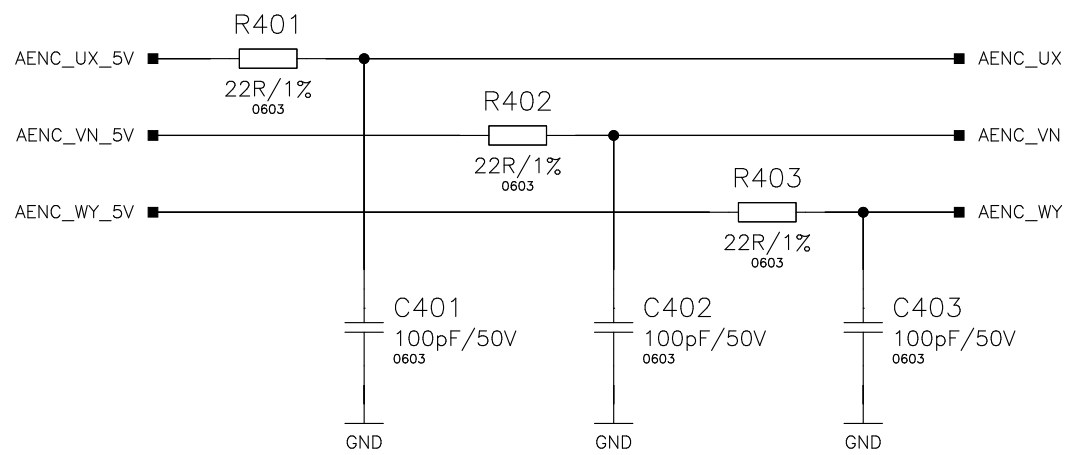 R401
AENC_UX_5V
AENC_UX
22R/1%
0603
R402
AENC_VN_5V
AENC_VN
22R/1%
0603
R403
AENC_WY_5V
AENC_WY
22R/1%
0603
C401
100pF/50V
0603
C402
100pF/50V
0603
C403
100pF/50V
0603
GND
GND
GND